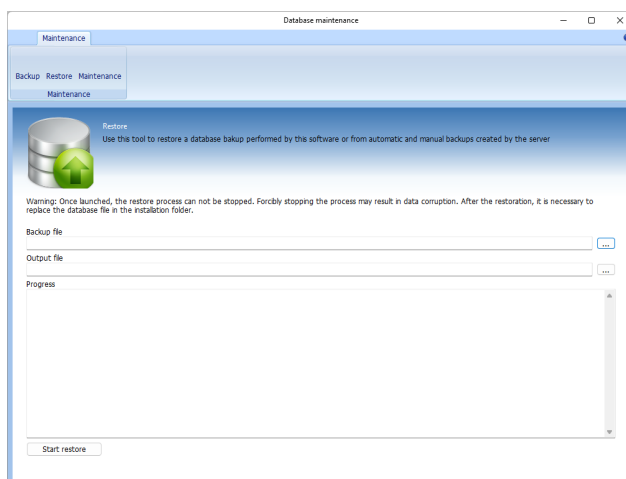 Database maintenance
Maintenance
Backup Restore Maintenance
Maintenance
Restore
Use this tool to restore a database bakup performed by this software or from automatic and manual backups created by the server
Warning: Once launched, the restore process can not be stopped. Forcibly stopping the process may result in data corruption. After the restoration, it is necessary to
replace the database file in the installation folder.
Backup file
...
Output file
...
Progress
Start restore